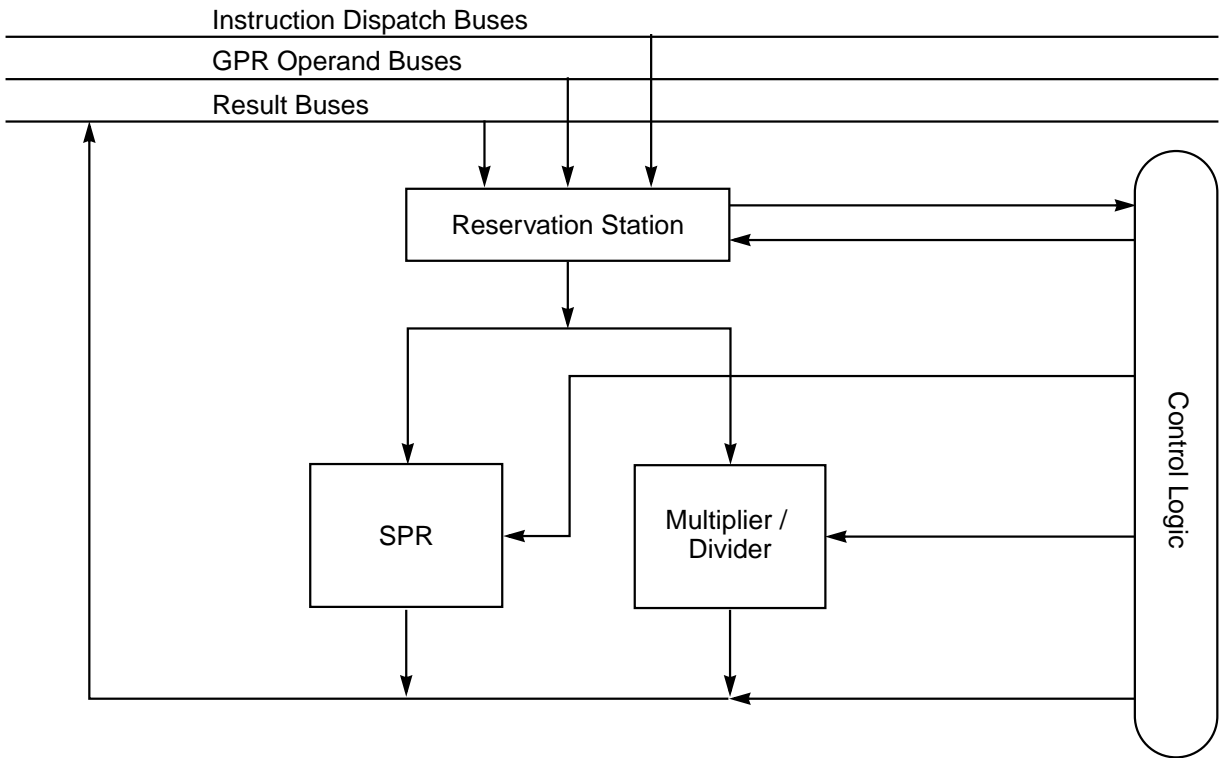 Instruction Dispatch Buses
GPR Operand Buses
Result Buses
Reservation Station
Control Logic
SPR
Multiplier /
Divider